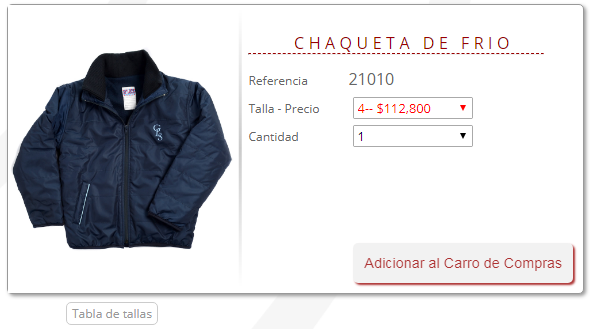 CHAQUETA DE FRIO
Referencia 21010
Talla - Precio 4-- $112,800
Cantidad 1
Adicionar al Carro de Compras
Tabla de tallas